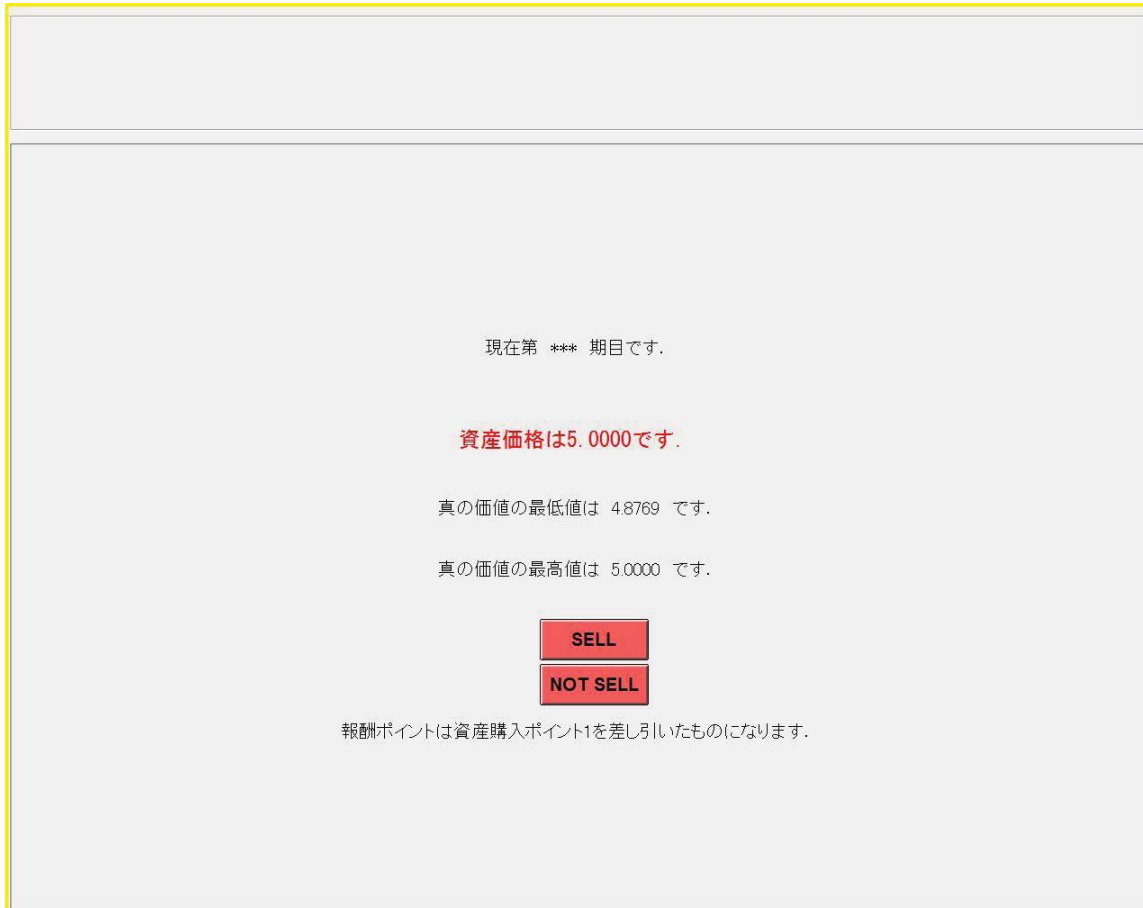 現在第 *** 期目です.
資産価格は5.0000です.
真の価値の最低値は 4.8769 です.
真の価値の最高値は 5.0000 です.
SELL
NOT SELL
報酬ポイントは資産購入ポイント1を差し引いたものになります.